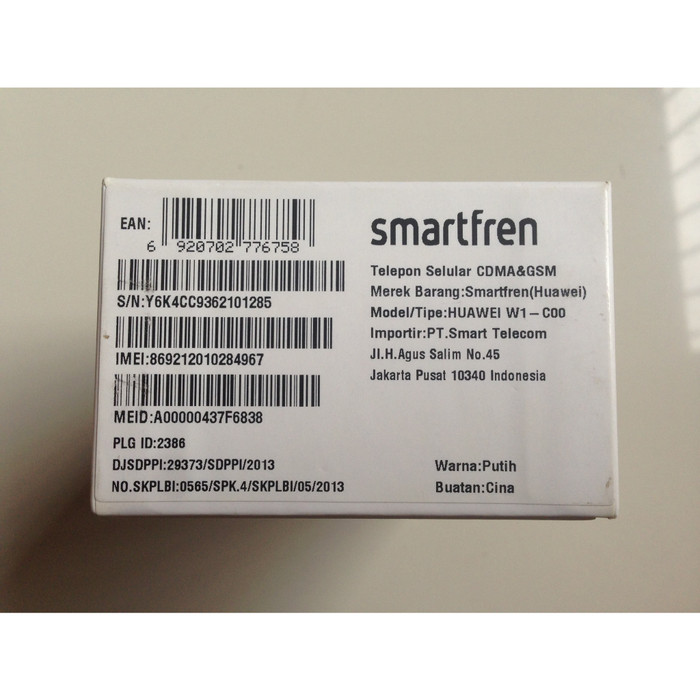 EAN:
6 920702 776758
S/N:Y6K4CC9362101285
IMEI:869212010284967
MEID:A00000437F6838
PLG ID:2386
DJSDPPI:29373/SDPPI/2013
NO.SKPLBI:0565/SPK.4/SKPLBI/05/2013
smartfren
Telepon Selular CDMA&GSM
Merek Barang:Smartfren(Huawei)
Model/Tipe:HUAWEI W1-C00
Importir:PT.Smart Telecom
Jl.H.Agus Salim No.45
Jakarta Pusat 10340 Indonesia
Warna:Putih
Buatan:Cina